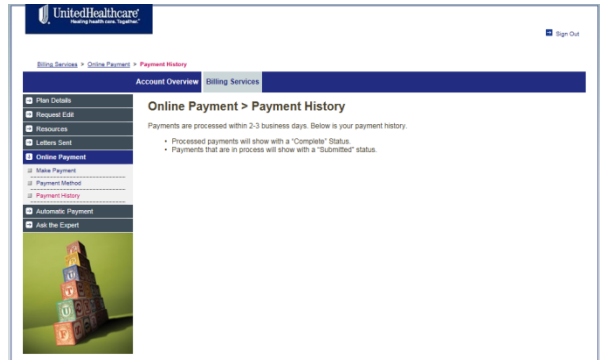 UnitedHealthcare®
Healing health care. Together.™
Sign Out
Billing Services > Online Payment > Payment History
Account Overview Billing Services
Plan Details
Request Edit
Resources
Letters Sent
Online Payment
Make Payment
Payment Method
Payment History
Automatic Payment
Ask the Expert
Online Payment > Payment History
Payments are processed within 2-3 business days. Below is your payment history.
• Processed payments will show with a "Complete" Status.
• Payments that are in process will show with a "Submitted" status.